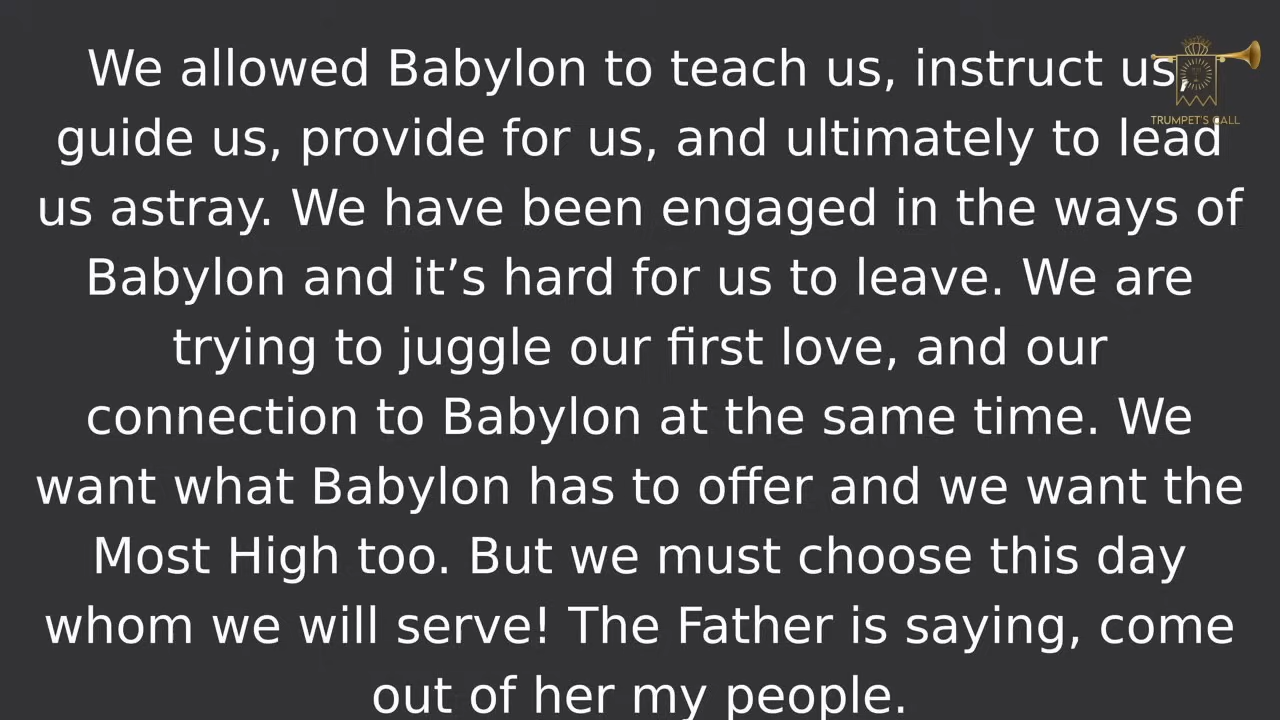 We allowed Babylon to teach us, instruct us,
guide us, provide for us, and ultimately to lead
us astray. We have been engaged in the ways of
Babylon and it’s hard for us to leave. We are
trying to juggle our first love, and our
connection to Babylon at the same time. We
want what Babylon has to offer and we want the
Most High too. But we must choose this day
whom we will serve! The Father is saying, come
out of her my people.
TRUMPET'S CALL